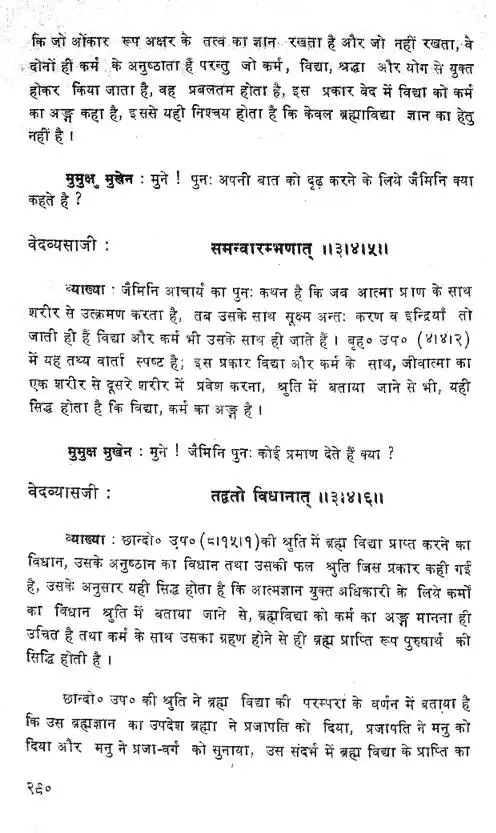 कि जो ओंकार रूप अक्षर के तत्व का ज्ञान रखता है और जो नहीं रखता, वे
दोनों ही कर्म के अनुष्ठाता हैं परन्तु जो कर्म, विद्या, श्रद्धा और योग से युक्त
होकर किया जाता है, वह प्रबलतम होता है, इस प्रकार वेद में विद्या को कर्म
का अङ्ग कहा है, इससे यही निश्चय होता है कि केवल ब्रह्मविद्या ज्ञान का हेतु
नहीं है ।
मुमुक्षु मुखेन : मुने ! पुनः अपनी बात को दृढ़ करने के लिये जैमिनि क्या
कहते है ?
वेदव्यसाजी : समन्वारम्भणात् ।।३।४।५।।
व्याख्या : जैमिनि आचार्य का पुनः कथन है कि जब आत्मा प्राण के साथ
शरीर से उत्क्रमण करता है, तब उसके साथ सूक्ष्म अन्तः करण व इन्द्रियाँ तो
जाती ही हैं विद्या और कर्म भी उसके साथ ही जाते हैं । वृह० उप० (४।४।२)
में यह तथ्य वार्ता स्पष्ट है; इस प्रकार विद्या और कर्म के साथ, जीवात्मा का
एक शरीर से दूसरे शरीर में प्रवेश करना, श्रुति में बताया जाने से भी, यही
सिद्ध होता है कि विद्या, कर्म का अङ्ग है ।
मुमुक्ष मुखेन : मुने ! जैमिनि पुनः कोई प्रमाण देते हैं क्या ?
वेदव्यासजी : तद्वतो विधानात् ।।३।४।६।।
व्याख्या : छान्दो० उप० (८।१५।१) की श्रुति में ब्रह्म विद्या प्राप्त करने का
विधान, उसके अनुष्ठान का विधान तथा उसकी फल श्रुति जिस प्रकार कही गई
है, उसके अनुसार यही सिद्ध होता है कि आत्मज्ञान युक्त अधिकारी के लिये कर्मों
का विधान श्रुति में बताया जाने से, ब्रह्मविद्या को कर्म का अङ्ग मानना ही
उचित है तथा कर्म के साथ उसका ग्रहण होने से ही ब्रह्म प्राप्ति रूप पुरुषार्थ की
सिद्धि होती है ।
छान्दो० उप० की श्रुति ने ब्रह्म विद्या की परम्परा के वर्णन में बताया है
कि उस ब्रह्मज्ञान का उपदेश ब्रह्मा ने प्रजापति को दिया, प्रजापति ने मनु को
दिया और मनु ने प्रजा-वर्ग को सुनाया, उस संदर्भ में ब्रह्म विद्या के प्राप्ति का
२९०